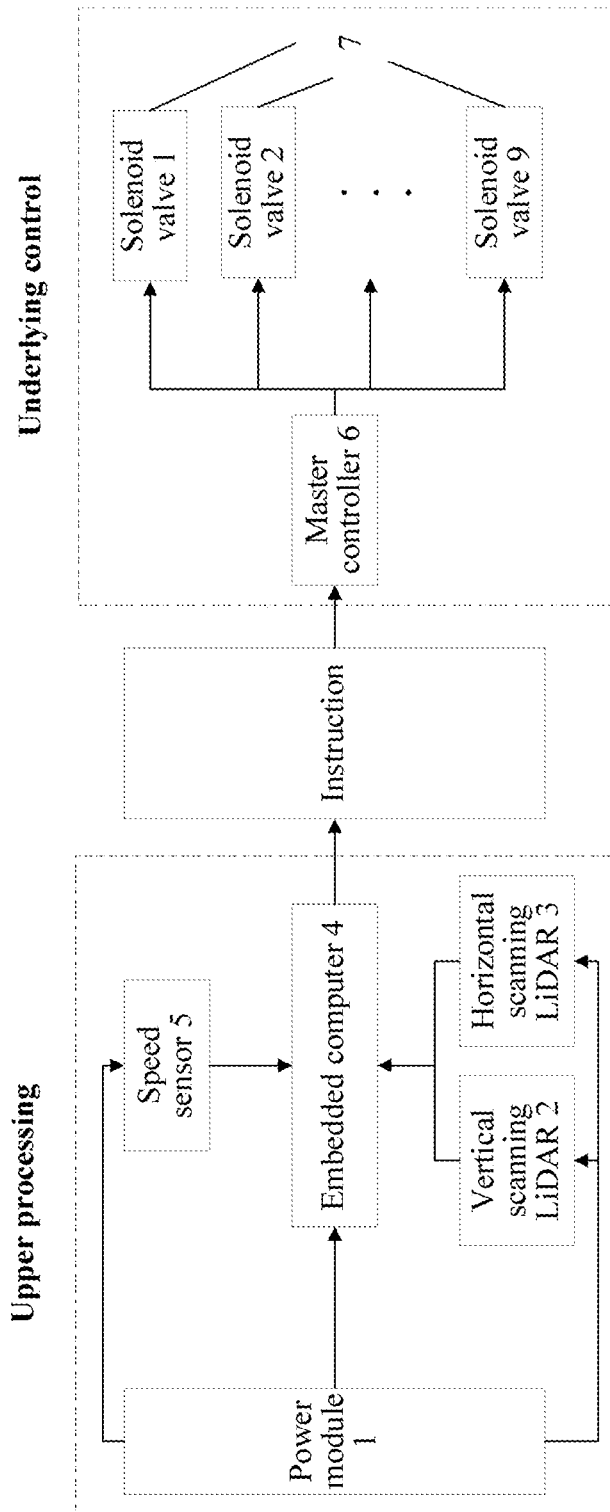 Upper processing
Underlying control
Power
module
1
Speed
sensor 5
Embedded computer 4
Vertical
scanning
LiDAR 2
Horizontal
scanning
LiDAR 3
Instruction
Master
controller 6
Solenoid
valve 1
Solenoid
valve 2
. . .
Solenoid
valve 9
7